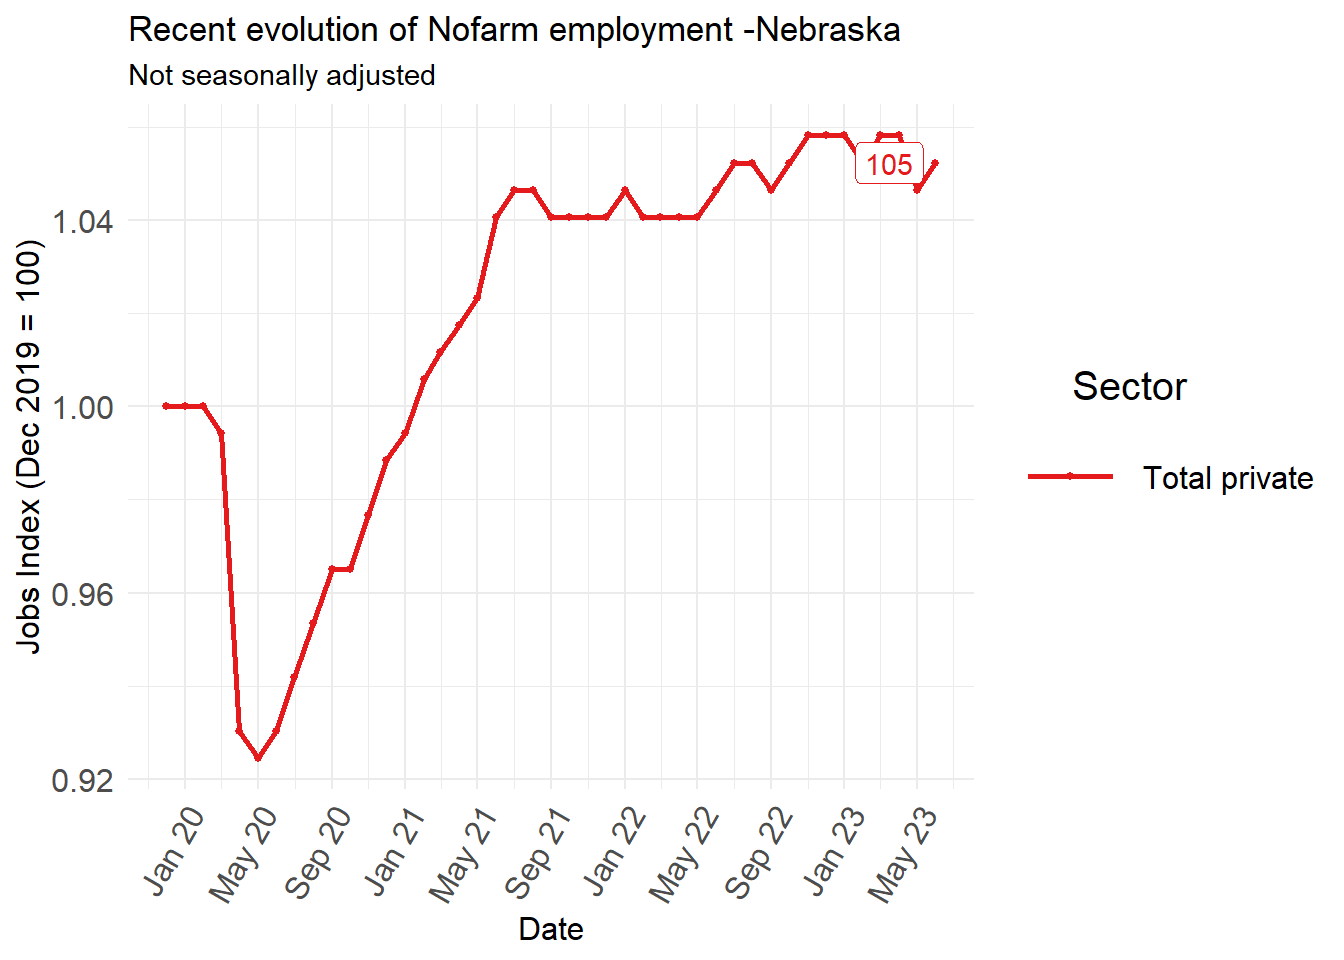 Recent evolution of Nofarm employment -Nebraska
Not seasonally adjusted
Jobs Index (Dec 2019 = 100)
1.04
1.00
0.96
0.92
105
Jan 20
May 20
Sep 20
Jan 21
May 21
Sep 21
Jan 22
May 22
Sep 22
Jan 23
May 23
Date
Sector
Total private